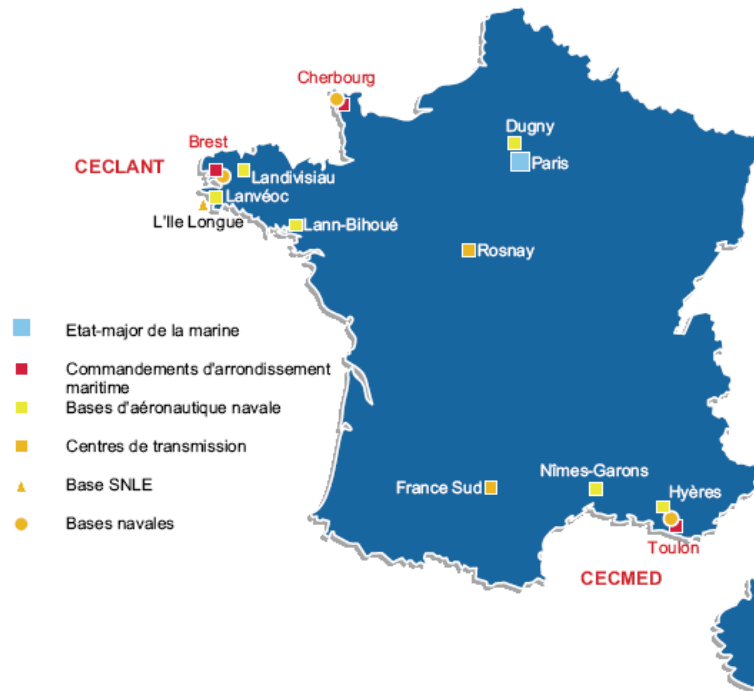 Cherbourg
Dugny
Paris
Brest
CECLANT
Landivisiau
Lanvéoc
L'Ile Longue
Lann-Bihoué
Rosnay
Etat-major de la marine
Commandements d'arrondissement
maritime
Bases d'aéronautique navale
Centres de transmission
Base SNLE
Bases navales
France Sud
Nîmes-Garons
Hyères
Toulon
CECMED